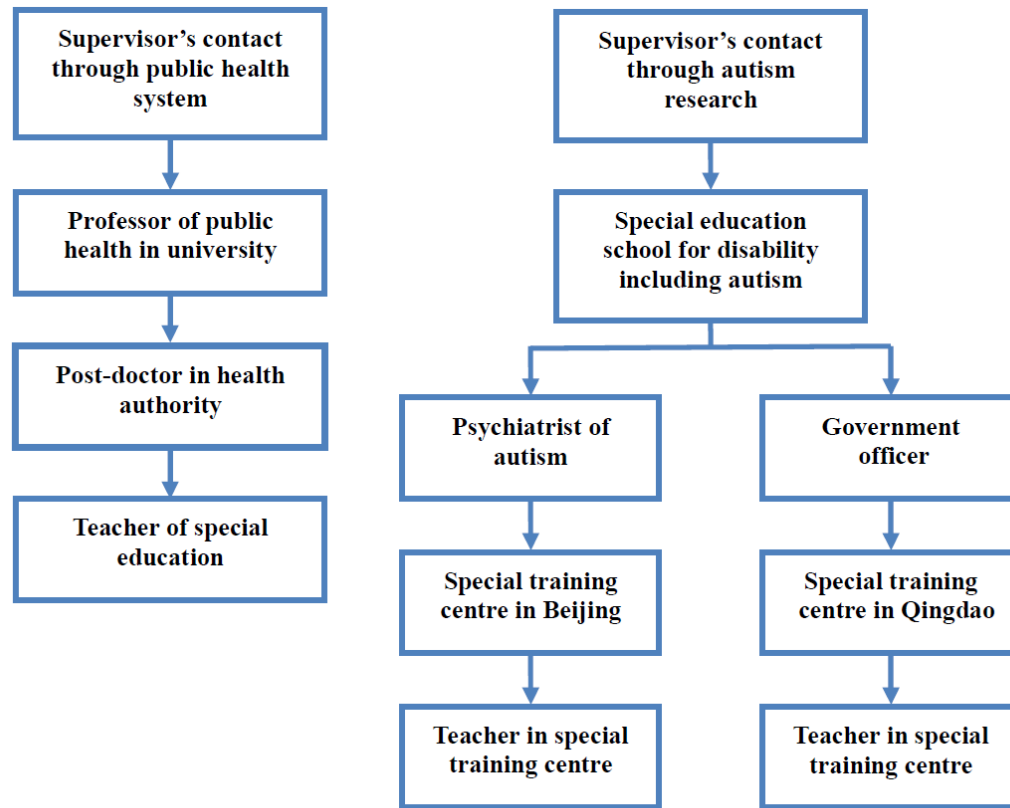 Supervisor’s contact
through public health
system
Professor of public
health in university
Post-doctor in health
authority
Teacher of special
education
Supervisor’s contact
through autism
research
Special education
school for disability
including autism
Psychiatrist of
autism
Special training
centre in Beijing
Teacher in special
training centre
Government
officer
Special training
centre in Qingdao
Teacher in special
training centre